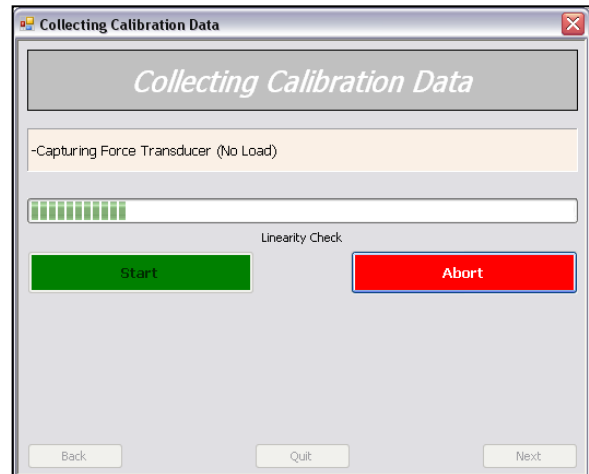 Collecting Calibration Data
Collecting Calibration Data
-Capturing Force Transducer (No Load)
Linearity Check
Start Abort
Back Quit Next